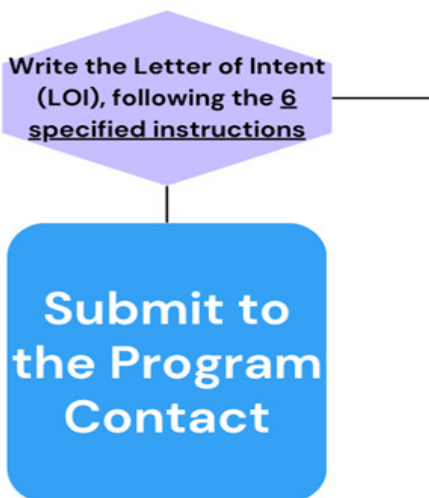 Write the Letter of Intent
(LOI), following the 6
specified instructions
Submit to
the Program
Contact